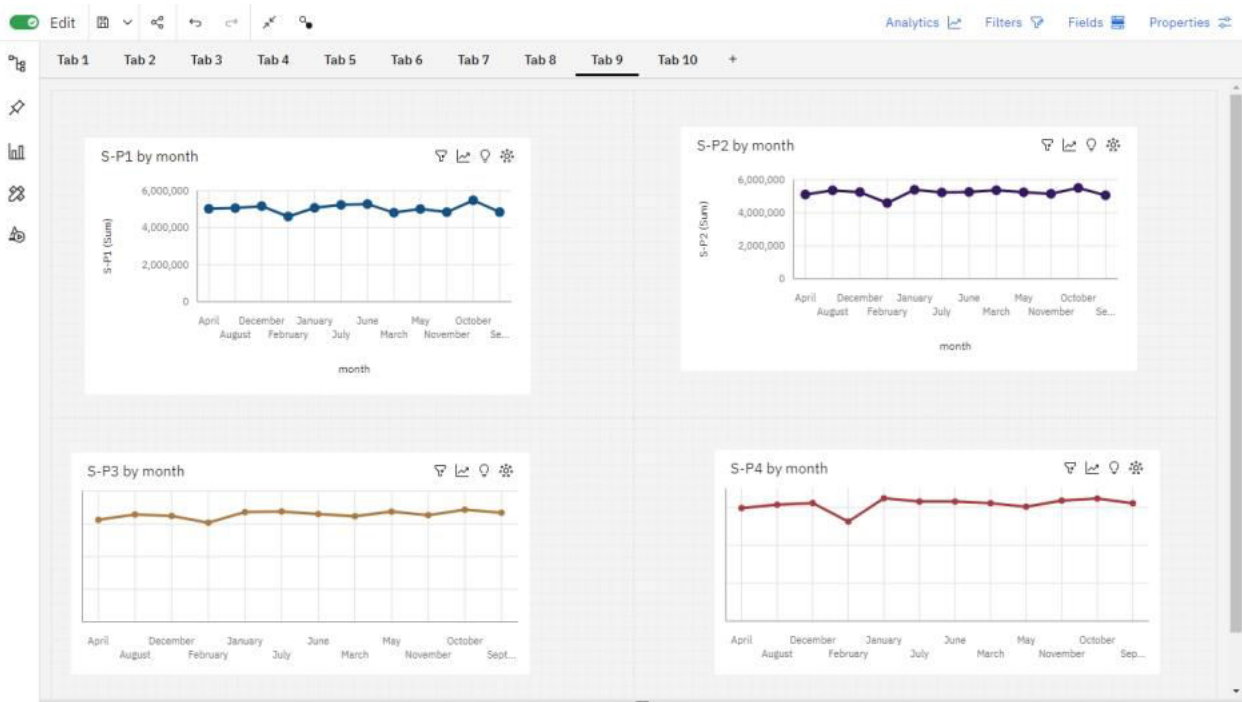 Edit Analytics Filters Fields Properties
Tab 1 Tab 2 Tab 3 Tab 4 Tab 5 Tab 6 Tab 7 Tab 8 Tab 9 Tab 10 +
S-P1 by month
6,000,000
4,000,000
2,000,000
0
S-P1 (Sum)
April December January June May October
August February July March November Se...
month
S-P2 by month
6,000,000
4,000,000
2,000,000
0
S-P2 (Sum)
April December January June May October
August February July March November Se...
month
S-P3 by month
April December January June May October
August February July March November Sept...
S-P4 by month
April December January June May October
August February July March November Sep...